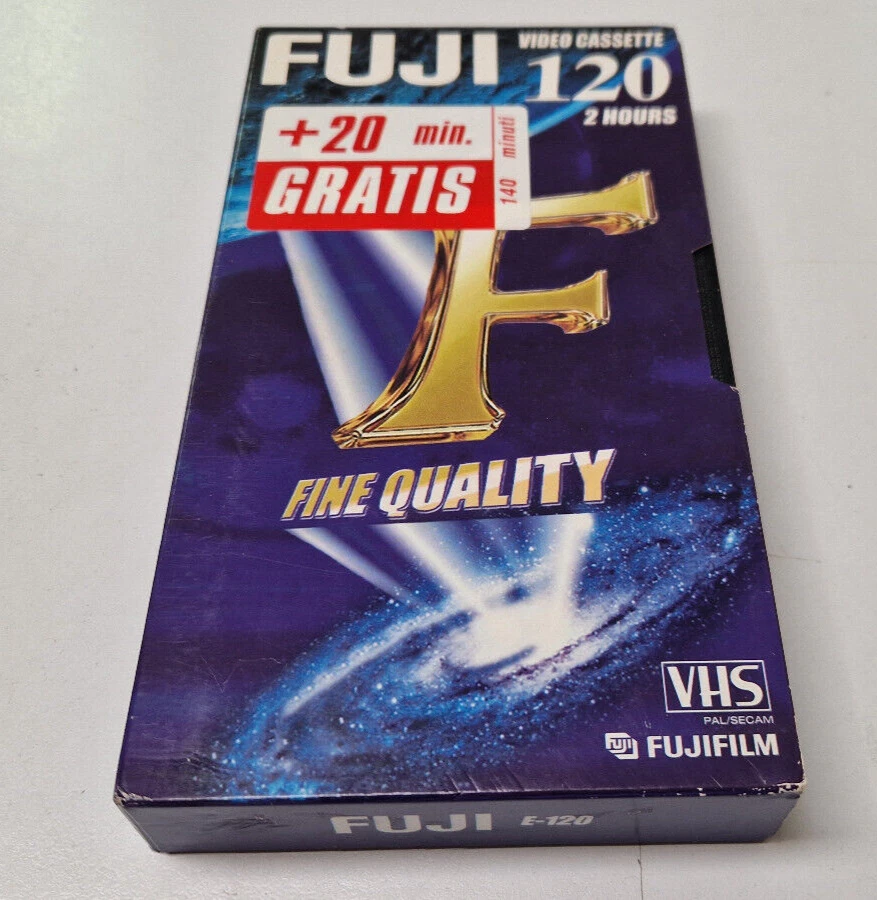 FUJI
VIDEO CASSETTE
120
2 HOURS
+20 min.
GRATIS
140 minuti
F
FINE QUALITY
VHS
PAL/SECAM
FUJI FUJIFILM
FUJI E-120